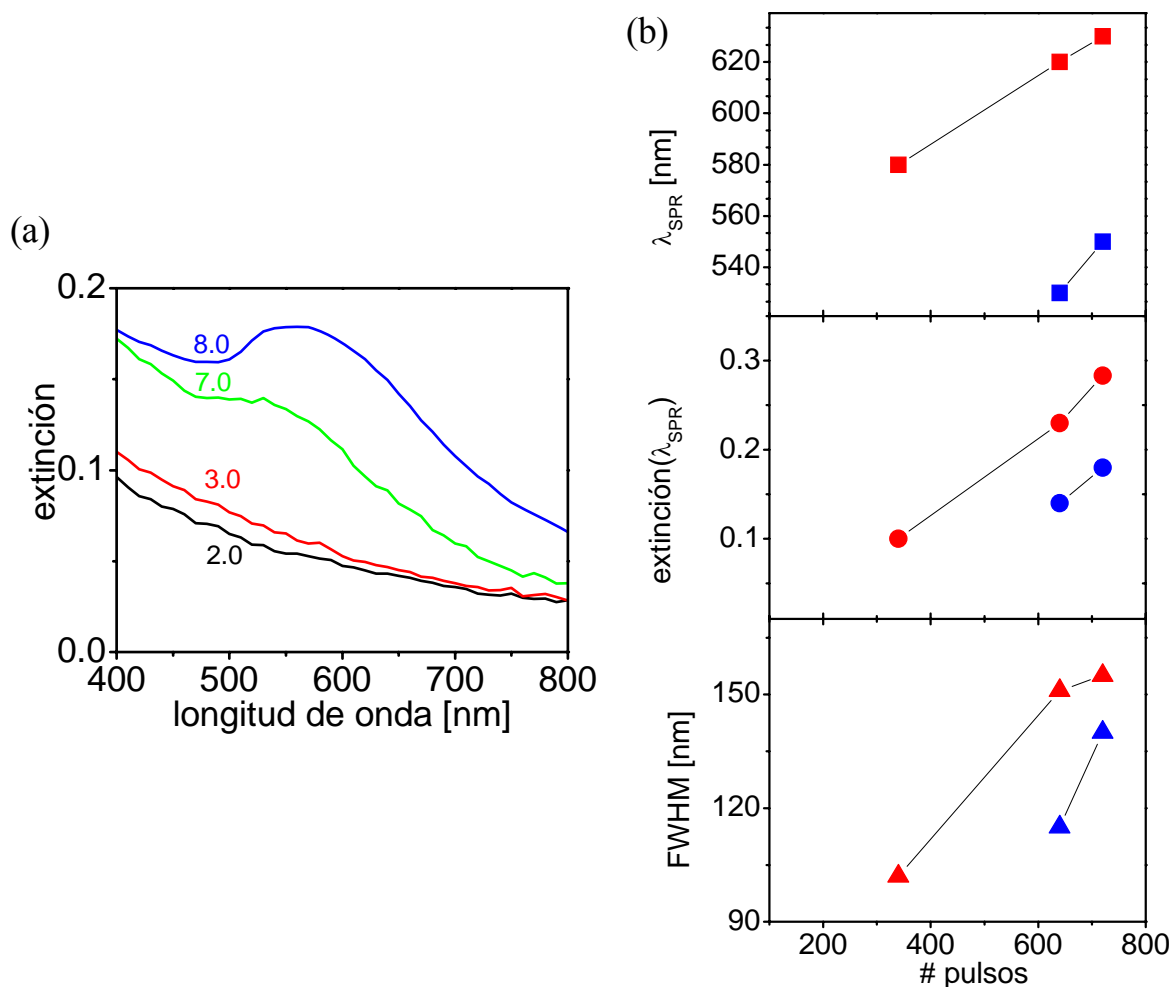 (a)
0.2
0.1
0.0
extinción
8.0
7.0
3.0
2.0
400 500 600 700 800
longitud de onda [nm]
(b)
620
600
580
560
540
λSPR [nm]
0.3
0.2
0.1
extinción(λSPR)
150
120
90
FWHM [nm]
200 400 600 800
# pulsos